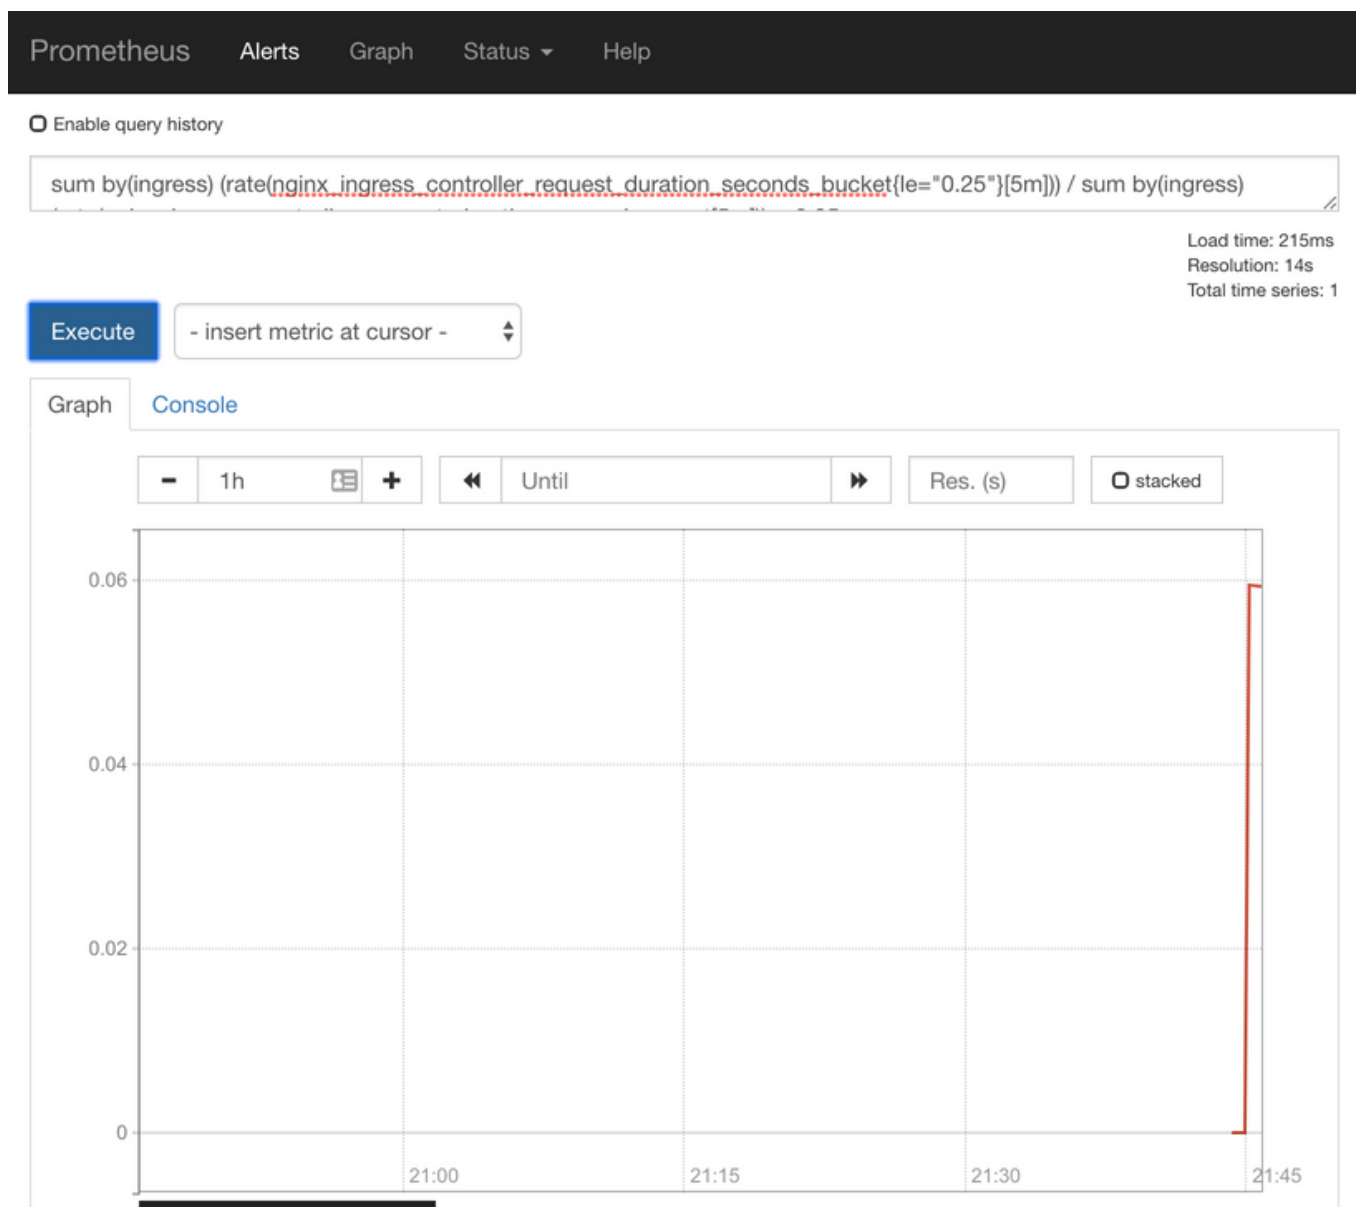 Prometheus Alerts Graph Status Help
Enable query history
sum by(ingress) (rate(nginx_ingress_controller_request_duration_seconds_bucket{le="0.25"}[5m])) / sum by(ingress)
Load time: 215ms
Resolution: 14s
Total time series: 1
Execute - insert metric at cursor -
Graph Console
1h Until Res. (s) stacked
0.06
0.04
0.02
0
21:00 21:15 21:30 21:45